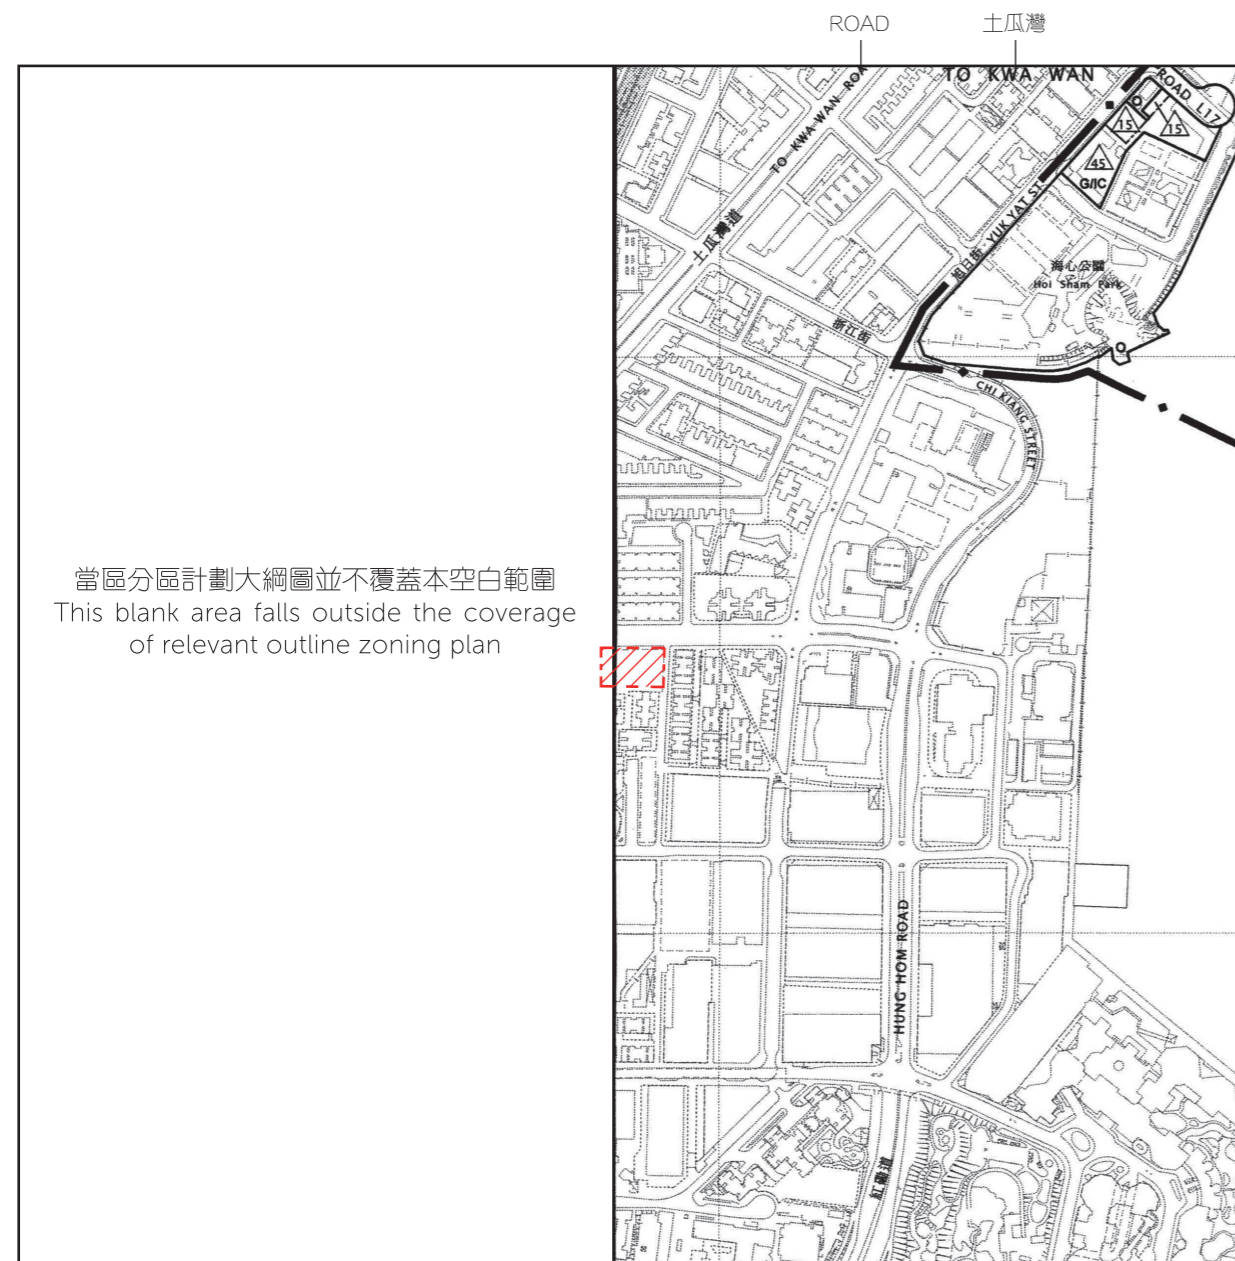 ROAD
土瓜灣
TO KWA WAN
ROAD L17
TO KWA WAN ROA
O
15
15
45
G/IC
土瓜灣道
旭日街 YUK YAT ST
海心公園
Hoi Sham Park
O
浙江街
CHI KIANG STREET
當區分區計劃大綱圖並不覆蓋本空白範圍
This blank area falls outside the coverage
of relevant outline zoning plan
HUNG HOM ROAD
紅磡道